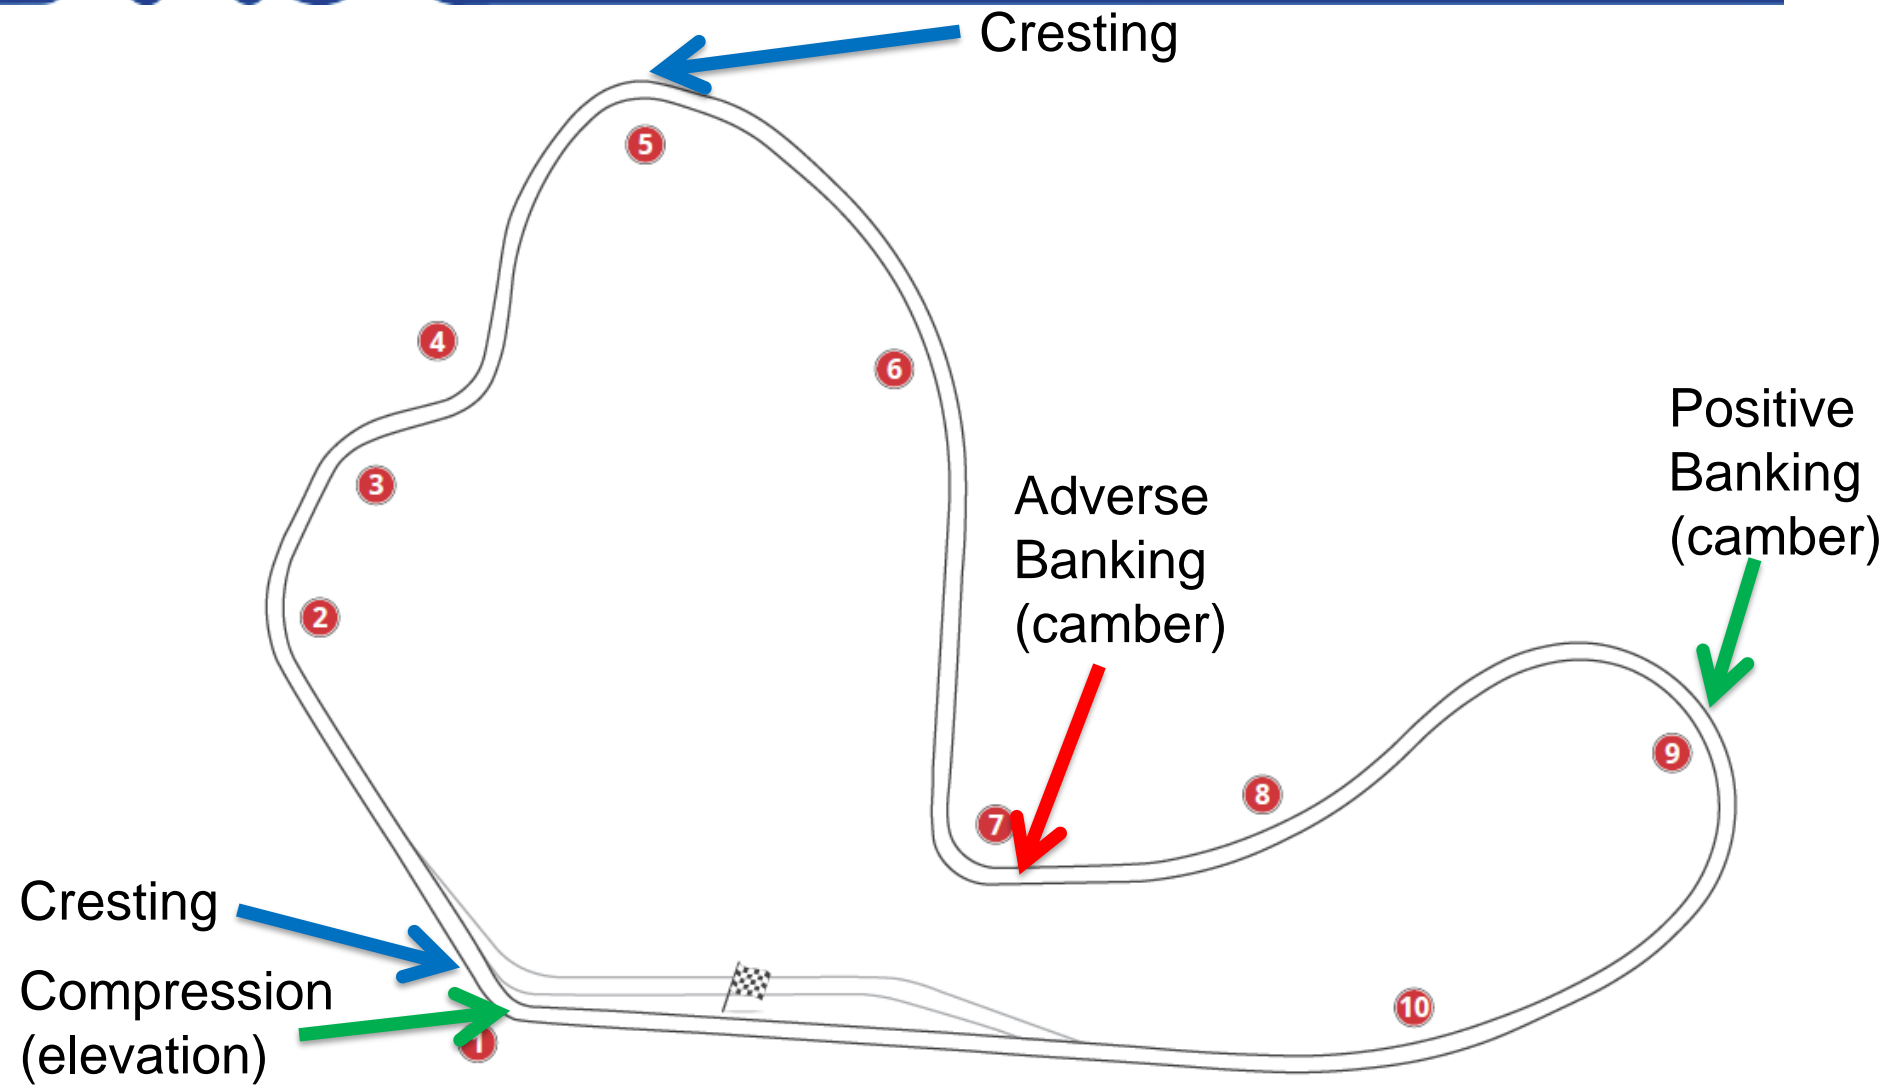 Cresting
5
4
6
3
Positive
Banking
(camber)
Adverse
Banking
(camber)
2
9
8
7
Cresting
Compression
(elevation)
1
10